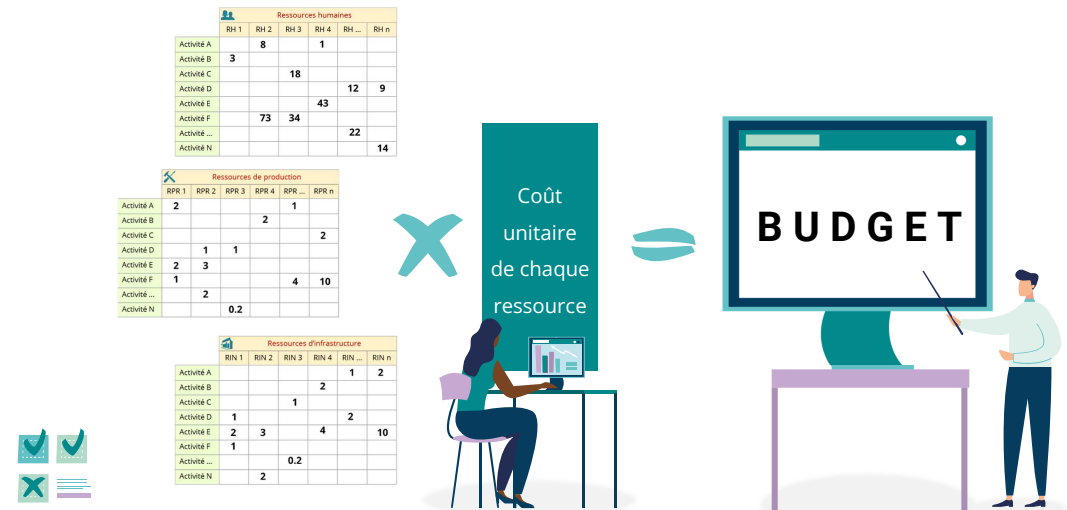 Ressources humaines
RH 1 RH 2 RH 3 RH 4 RH ... RH n
Activité A 8 1
Activité B 3
Activité C 18
Activité D 12 9
Activité E 43
Activité F 73 34
Activité ... 22
Activité N 14
Ressources de production
RPR 1 RPR 2 RPR 3 RPR 4 RPR ... RPR n
Activité A 2 1
Activité B 2
Activité C 2
Activité D 1 1
Activité E 2 3
Activité F 1 4 10
Activité ... 2
Activité N 0.2
Ressources d'infrastructure
RIN 1 RIN 2 RIN 3 RIN 4 RIN ... RIN n
Activité A 1 2
Activité B 2
Activité C 1
Activité D 1 2
Activité E 2 3 4 10
Activité F 1
Activité ... 0.2
Activité N 2
Coût
unitaire
de chaque
ressource
BUDGET